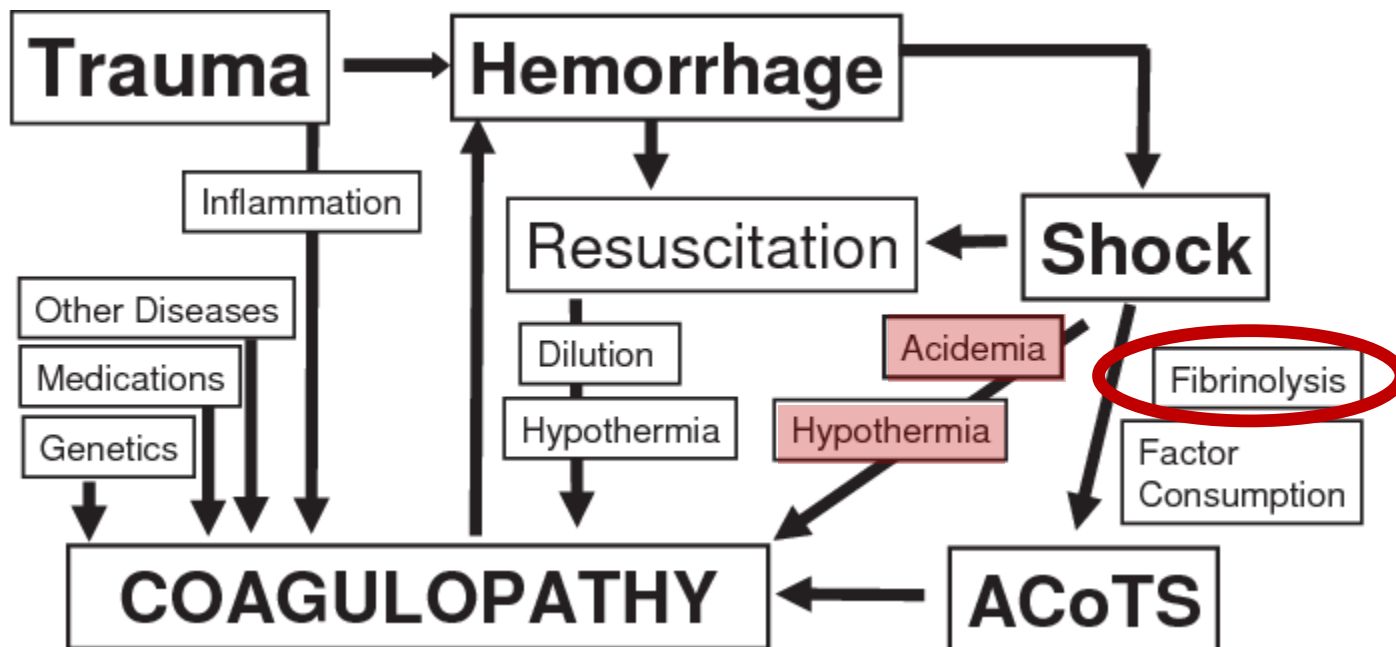 Trauma
Hemorrhage
Inflammation
Resuscitation
Shock
Other Diseases
Medications
Genetics
Dilution
Hypothermia
Acidemia
Hypothermia
Fibrinolysis
Factor
Consumption
COAGULOPATHY
ACoTS